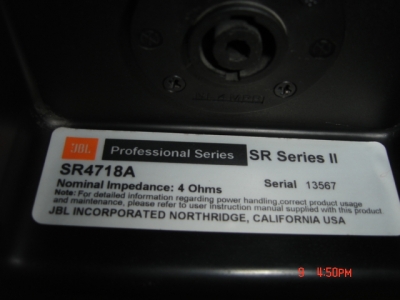 JBL Professional Series SR Series II
SR4718A
Nominal Impedance: 4 Ohms Serial 13567
Note: For detailed information regarding power handling,correct product usage
and maintenance, please refer to user instruction manual supplied with this product.
JBL INCORPORATED NORTHRIDGE, CALIFORNIA USA
9 4:50PM